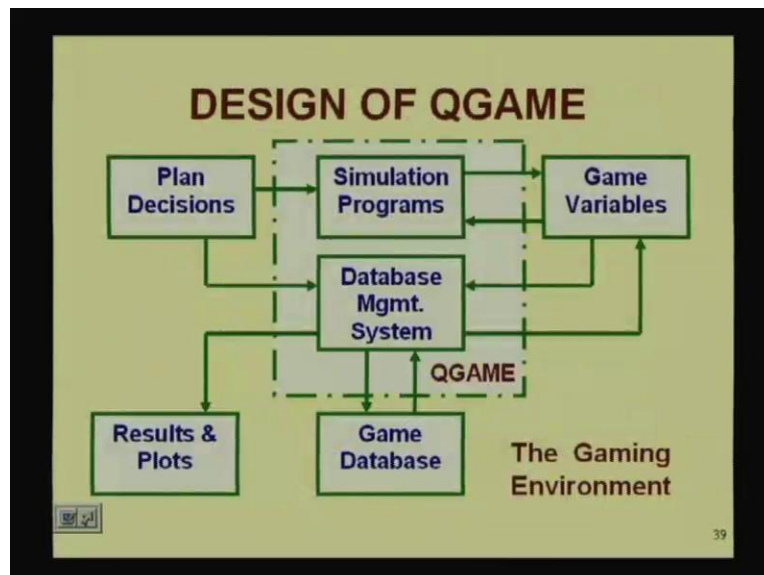 DESIGN OF QGAME
Plan
Decisions
Simulation
Programs
Game
Variables
Database
Mgmt.
System
QGAME
Results &
Plots
Game
Database
The Gaming
Environment
39